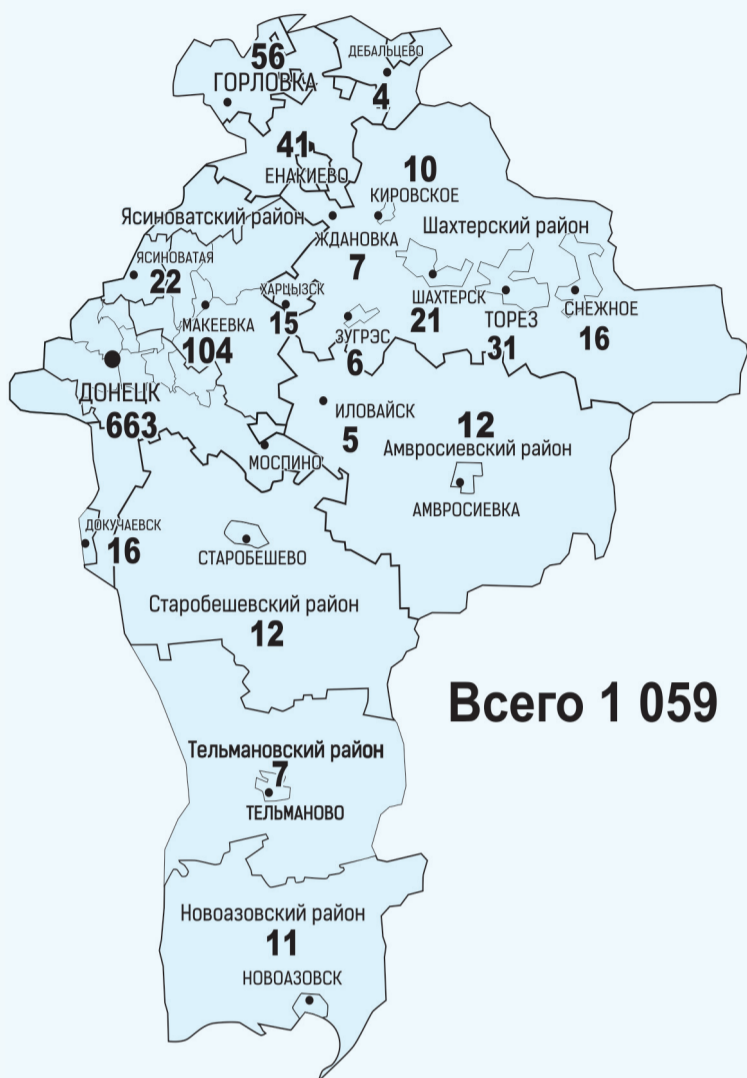 56
ГОРЛОВКА
ДЕБАЛЬЦЕВО
4
41
ЕНАКИЕВО
10
КИРОВСКОЕ
Ясиноватский район
ЖДАНОВКА
7
Шахтерский район
ЯСИНОВАТАЯ
22
МАКЕЕВКА
104
ХАРЦЫЗСК
15
ЗУГРЭС
6
ШАХТЕРСК
21
ТОРЕЗ
31
СНЕЖНОЕ
16
ДОНЕЦК
663
ИЛОВАЙСК
5
12
Амвросиевский район
АМВРОСИЕВКА
МОСПИНО
ДОКУЧАЕВСК
16
СТАРОБЕШЕВО
Старобешевский район
12
Всего 1 059
Тельмановский район
7
ТЕЛЬМАНОВО
Новоазовский район
11
НОВОАЗОВСК